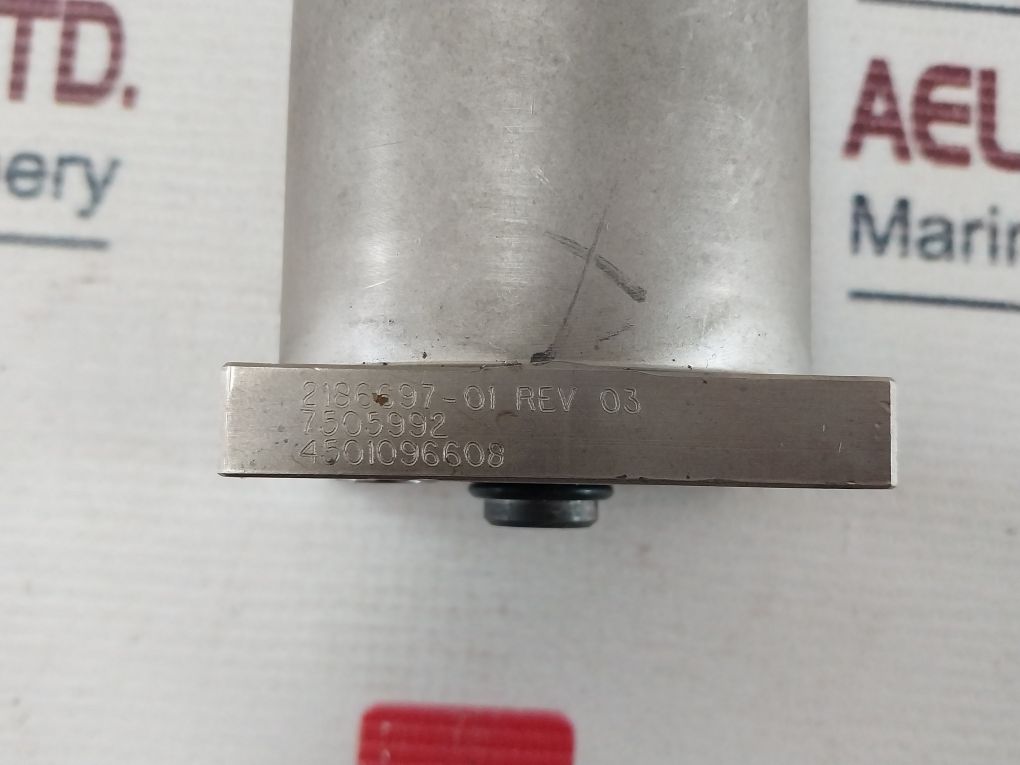 TD.
ery
AEL
Marin
2186697-01 REV 03
7505992
4501096608